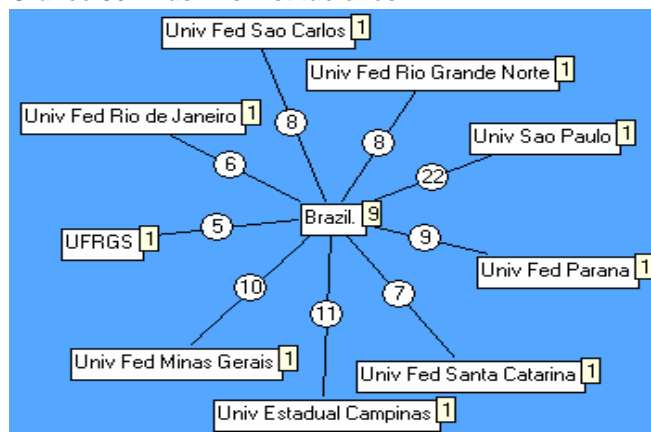 Univ Fed Sao Carlos 1
Univ Fed Rio Grande Norte 1
Univ Fed Rio de Janeiro 1
8
8
Univ Sao Paulo 1
6
22
Brazil. 9
UFRGS 1
5
9
Univ Fed Parana 1
10
7
11
Univ Fed Minas Gerais 1
Univ Fed Santa Catarina 1
Univ Estadual Campinas 1